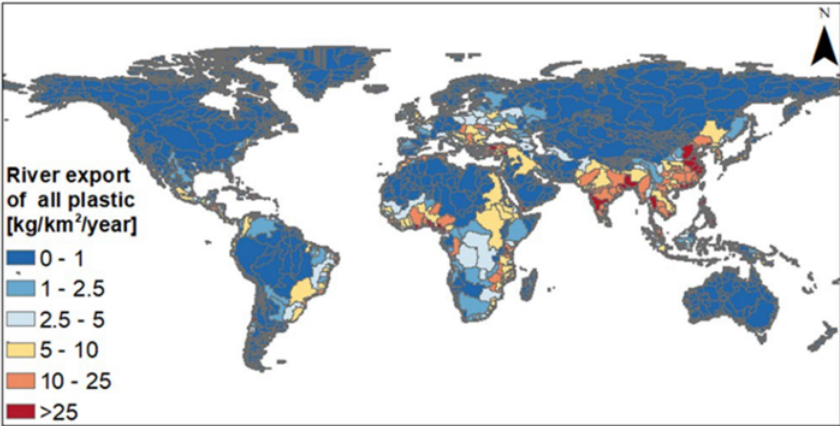 N
River export
of all plastic
[kg/km²/year]
0 - 1
1 - 2.5
2.5 - 5
5 - 10
10 - 25
>25